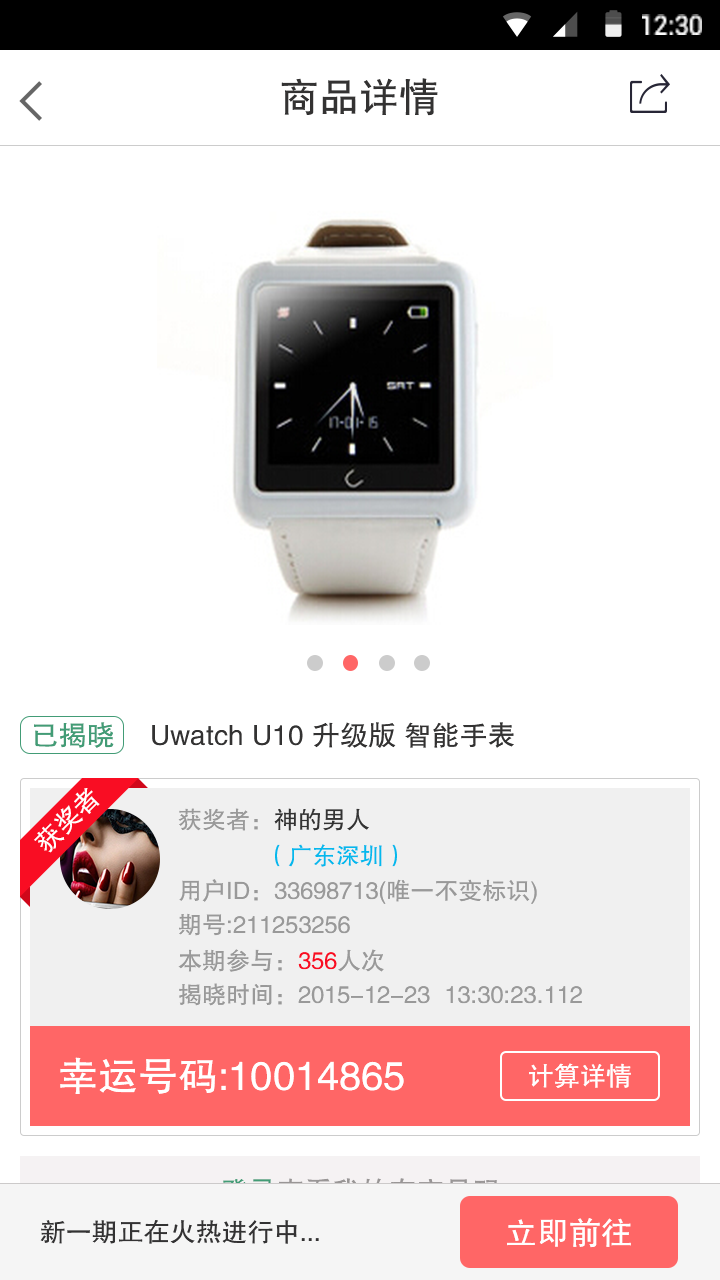 12:30
商品详情
SAT
17-01-15
已揭晓 Uwatch U10 升级版 智能手表
获奖者
获奖者：神的男人
（广东深圳）
用户ID：33698713(唯一不变标识)
期号:211253256
本期参与：356人次
揭晓时间：2015-12-23 13:30:23.112
幸运号码:10014865
计算详情
新一期正在火热进行中...
立即前往